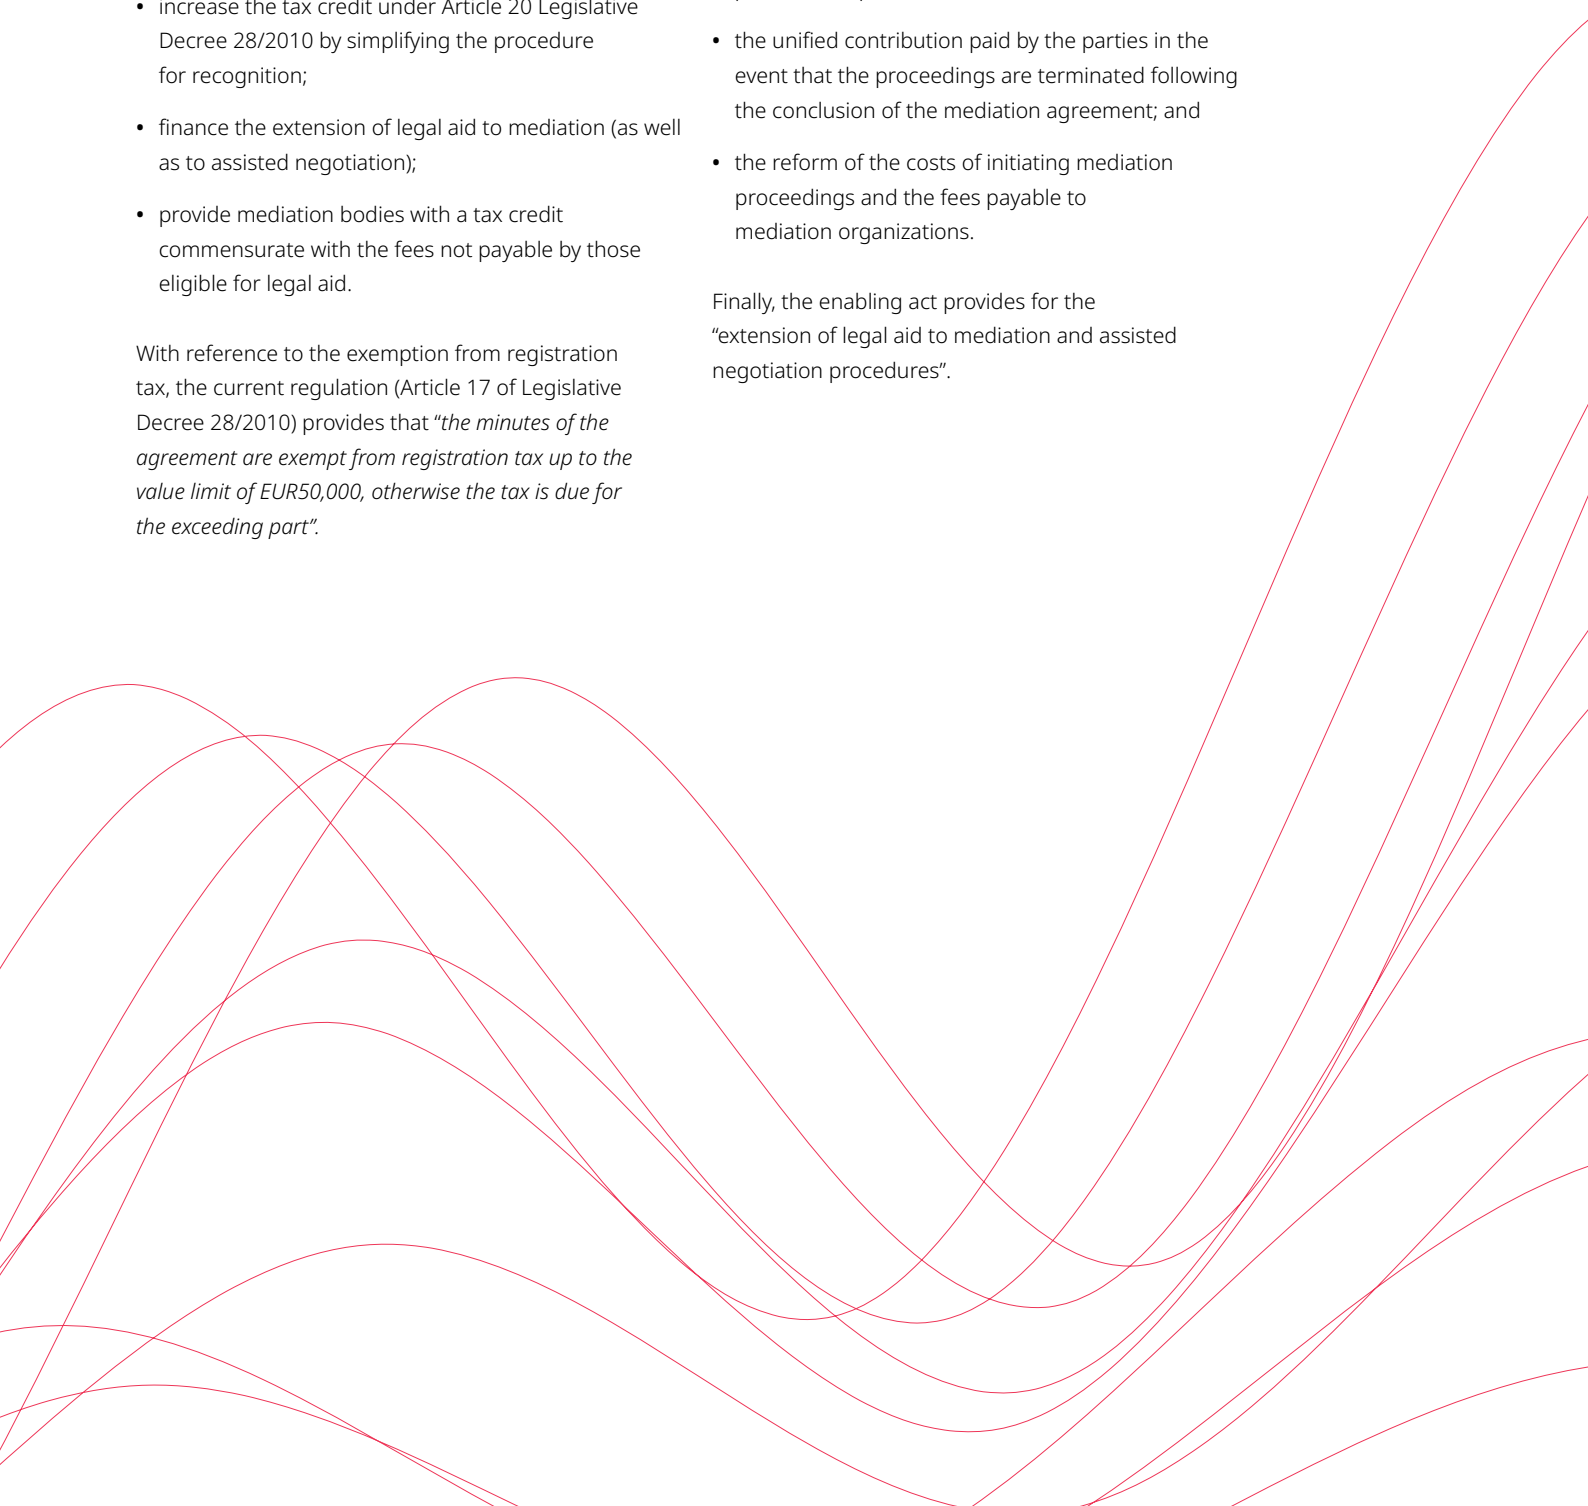 • increase the tax credit under Article 20 Legislative
Decree 28/2010 by simplifying the procedure
for recognition;
• finance the extension of legal aid to mediation (as well
as to assisted negotiation);
• provide mediation bodies with a tax credit
commensurate with the fees not payable by those
eligible for legal aid.
With reference to the exemption from registration
tax, the current regulation (Article 17 of Legislative
Decree 28/2010) provides that “the minutes of the
agreement are exempt from registration tax up to the
value limit of EUR50,000, otherwise the tax is due for
the exceeding part”.
• the unified contribution paid by the parties in the
event that the proceedings are terminated following
the conclusion of the mediation agreement; and
• the reform of the costs of initiating mediation
proceedings and the fees payable to
mediation organizations.
Finally, the enabling act provides for the
“extension of legal aid to mediation and assisted
negotiation procedures”.